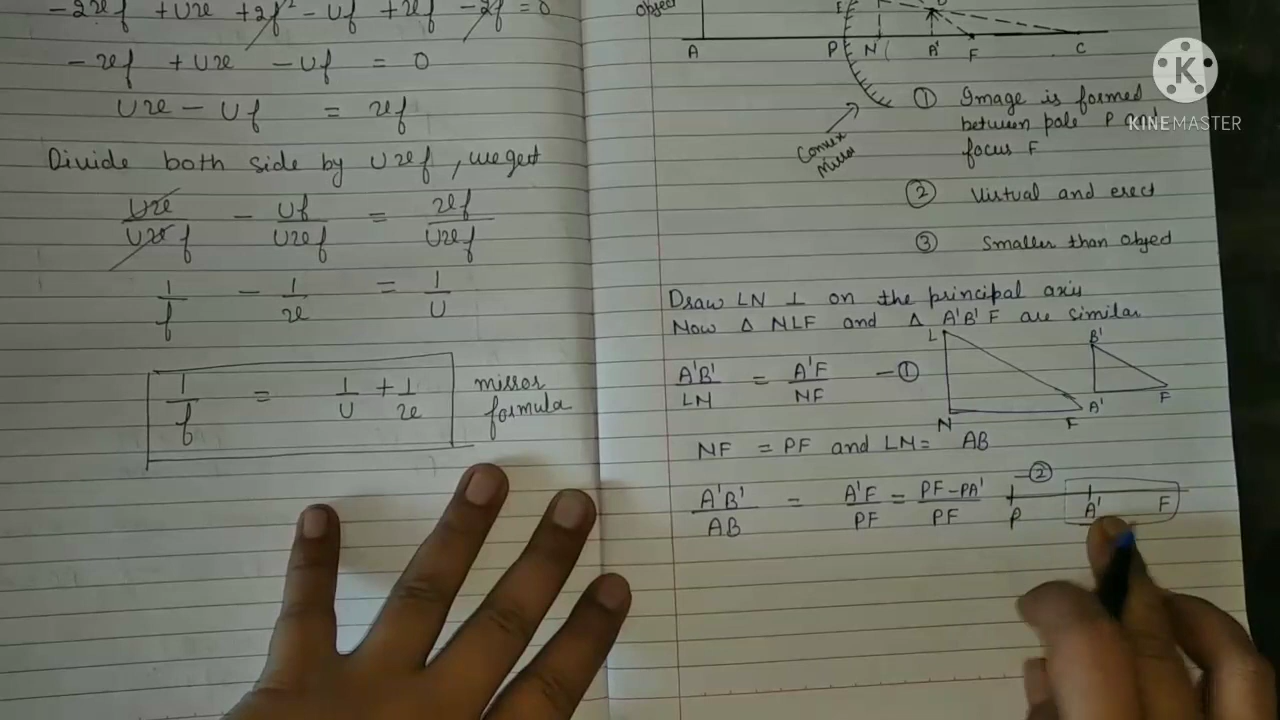 -2vf +uv +2f² - uf +vf -2f² = 0
- vf + uv - uf = 0
uv - uf = vf
Divide both side by uvf, we get
uv/uvf - uf/uvf = vf/uvf
1/f - 1/v = 1/u
1/f = 1/u + 1/v mirror formula
object
A P N A' F C
Convex mirror
① Image is formed
between pole P and
focus F
② Virtual and erect
③ Smaller than object
Draw LN ⊥ on the principal axis
Now Δ NLF and Δ A'B'F are similar
A'B'/LN = A'F/NF - ①
L N F
B' A' F
NF = PF and LN = AB
A'B'/AB = A'F/PF = PF-PA'/PF - ②
P A' F
K
KINEMASTER